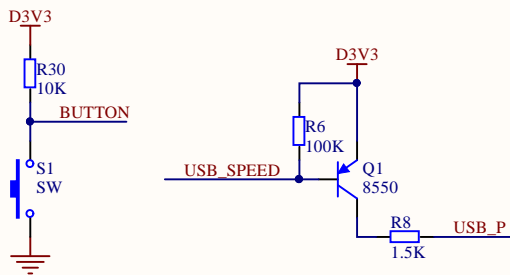 D3V3
R30
10K
BUTTON
S1
SW
D3V3
R6
100K
USB_SPEED
Q1
8550
R8
1.5K
USB_P